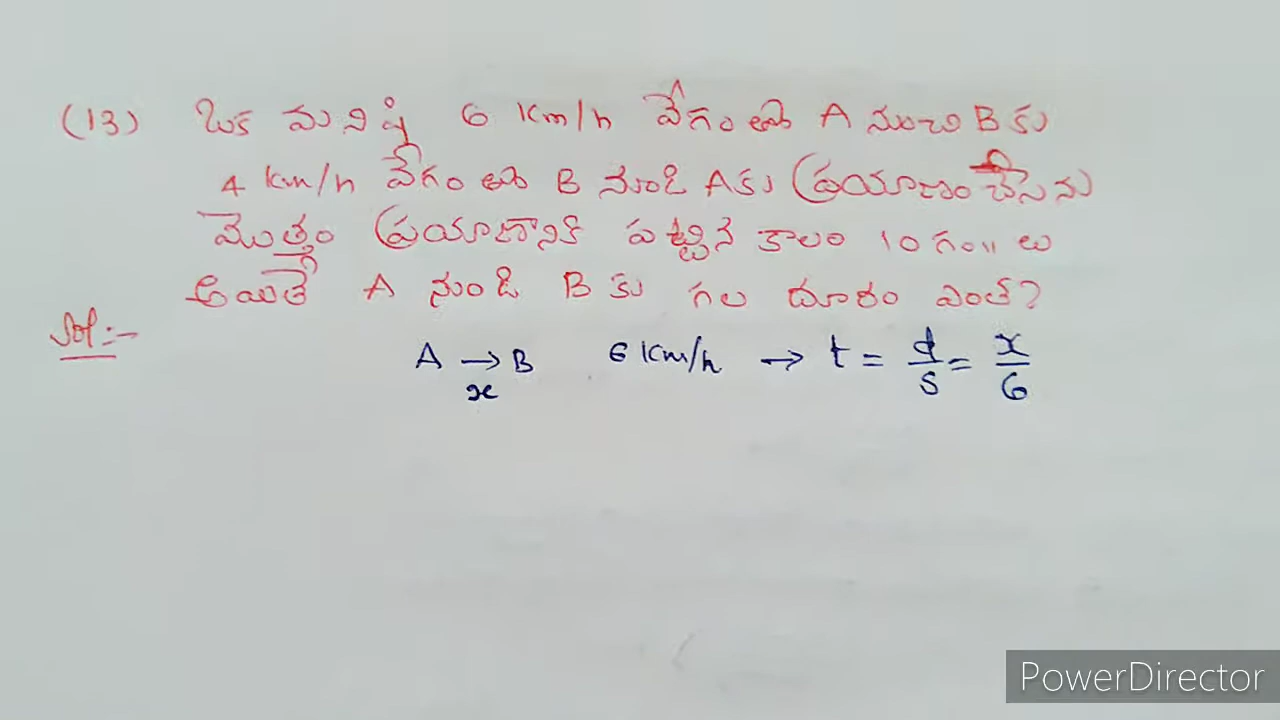 (13) ఒక మనిషి 6 Km/h వేగంతో A నుంచి B కు
4 km/h వేగంతో B నుండి A కు ప్రయాణం చేసెను
మొత్తం ప్రయాణానికి పట్టిన కాలం 10 గం॥ లు
అయితే A నుండి B కు గల దూరం ఎంత?
Sol:-
A → B 6 Km/h → t = d/s = x/6
x
PowerDirector